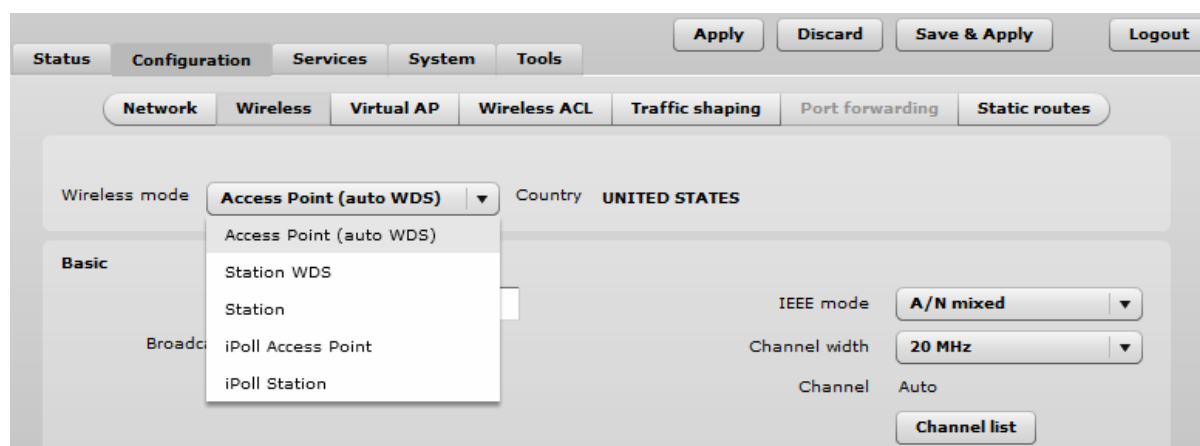 Apply Discard Save & Apply Logout
Status Configuration Services System Tools
Network Wireless Virtual AP Wireless ACL Traffic shaping Port forwarding Static routes
Wireless mode Access Point (auto WDS) Country UNITED STATES
Access Point (auto WDS)
Basic
Station WDS
Station IEEE mode A/N mixed
iPoll Access Point Channel width 20 MHz
iPoll Station Channel Auto
Channel list